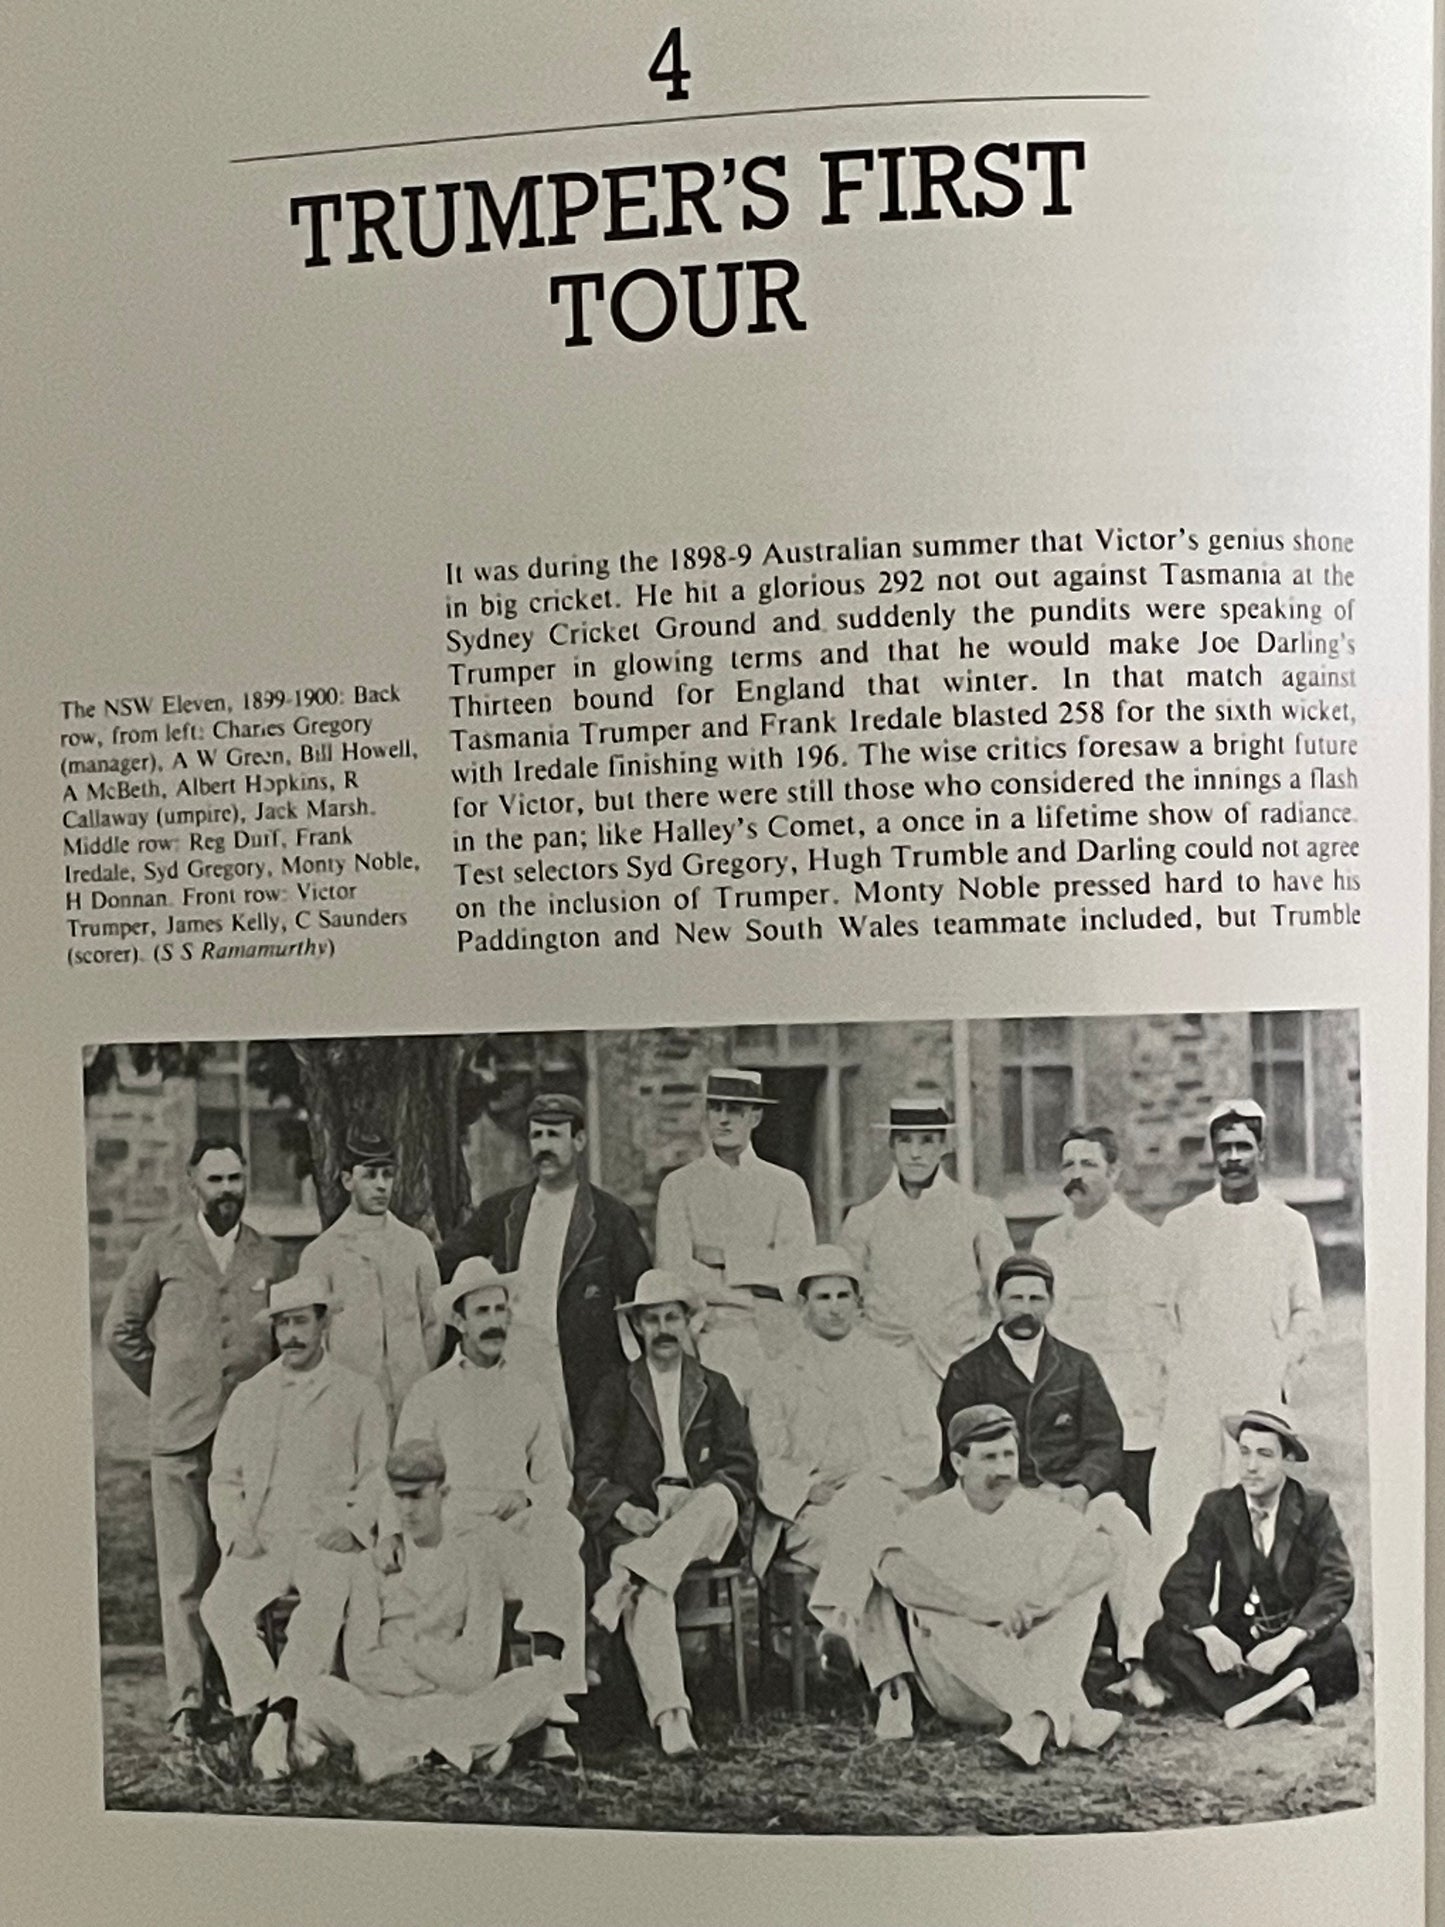 4
TRUMPER'S FIRST
TOUR
It was during the 1898-9 Australian summer that Victor's genius shone
in big cricket. He hit a glorious 292 not out against Tasmania at the
Sydney Cricket Ground and suddenly the pundits were speaking of
Trumper in glowing terms and that he would make Joe Darling's
Thirteen bound for England that winter. In that match against
Tasmania Trumper and Frank Iredale blasted 258 for the sixth wicket,
with Iredale finishing with 196. The wise critics foresaw a bright future
for Victor, but there were still those who considered the innings a flash
in the pan; like Halley's Comet, a once in a lifetime show of radiance.
Test selectors Syd Gregory, Hugh Trumble and Darling could not agree
on the inclusion of Trumper. Monty Noble pressed hard to have his
Paddington and New South Wales teammate included, but Trumble
The NSW Eleven, 1899-1900: Back
row, from left: Charles Gregory
(manager), A W Green, Bill Howell,
A McBeth, Albert Hopkins, R
Callaway (umpire), Jack Marsh.
Middle row: Reg Duff, Frank
Iredale, Syd Gregory, Monty Noble,
H Donnan. Front row: Victor
Trumper, James Kelly, C Saunders
(scorer). (S S Ramamurthy)